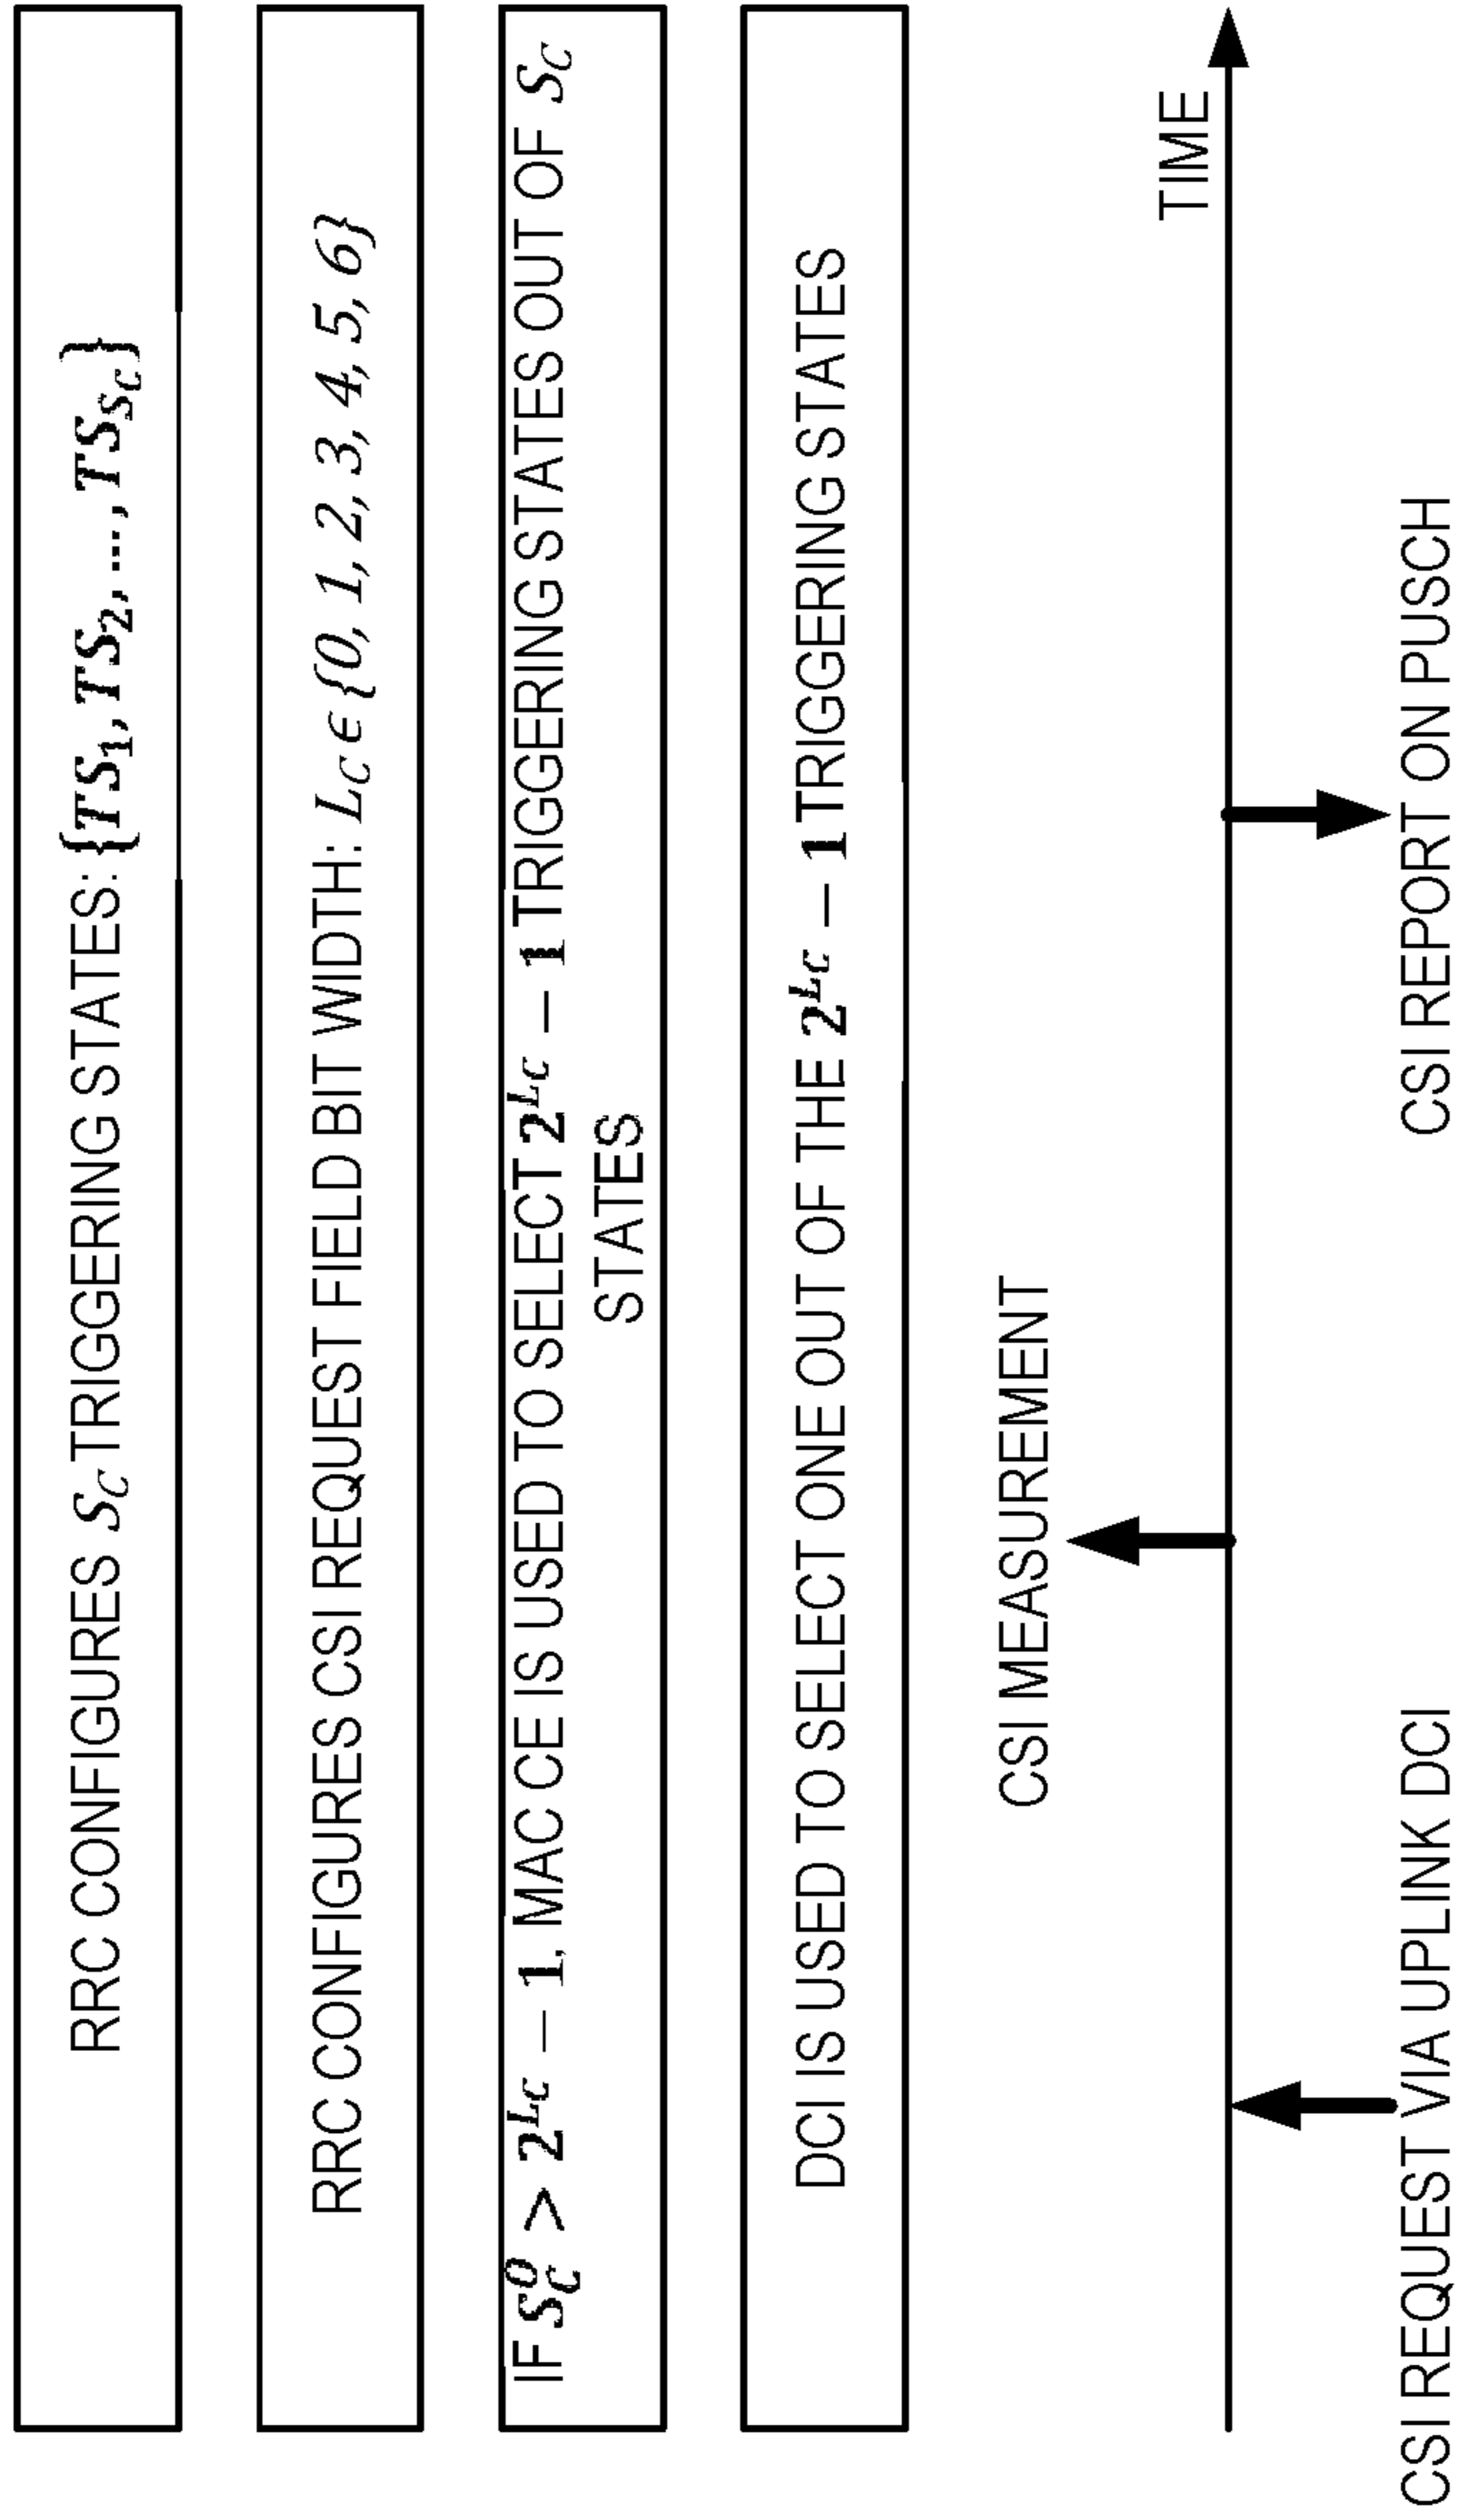 RRC CONFIGURES S_C TRIGGERING STATES: {TS_1, TS_2, ..., TS_{S_C}}
RRC CONFIGURES CSI REQUEST FIELD BIT WIDTH: L_C ϵ {0, 1, 2, 3, 4, 5, 6}
IF S_C^0 > 2^{L_C} – 1, MAC CE IS USED TO SELECT 2^{L_C} – 1 TRIGGERING STATES OUT OF S_C
STATES
DCI IS USED TO SELECT ONE OUT OF THE 2^{L_C} – 1 TRIGGERING STATES
CSI MEASUREMENT
TIME
CSI REQUEST VIA UPLINK DCI
CSI REPORT ON PUSCH